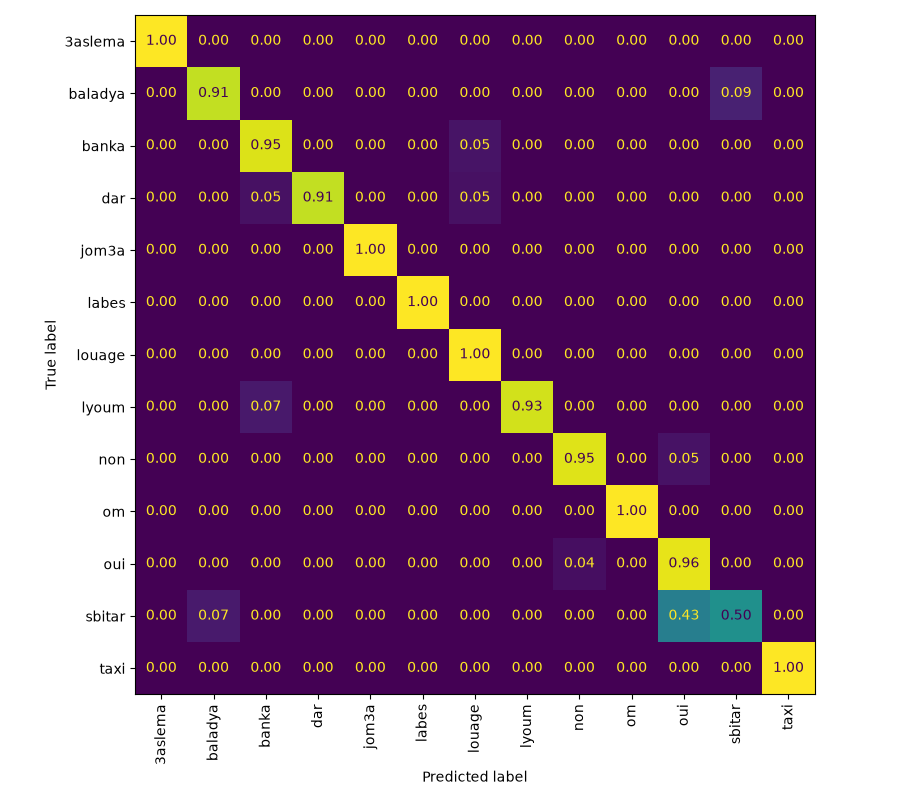 3aslema 1.00 0.00 0.00 0.00 0.00 0.00 0.00 0.00 0.00 0.00 0.00 0.00 0.00
baladya 0.00 0.91 0.00 0.00 0.00 0.00 0.00 0.00 0.00 0.00 0.00 0.09 0.00
banka 0.00 0.00 0.95 0.00 0.00 0.00 0.05 0.00 0.00 0.00 0.00 0.00 0.00
dar 0.00 0.00 0.05 0.91 0.00 0.00 0.05 0.00 0.00 0.00 0.00 0.00 0.00
jom3a 0.00 0.00 0.00 0.00 1.00 0.00 0.00 0.00 0.00 0.00 0.00 0.00 0.00
labes 0.00 0.00 0.00 0.00 0.00 1.00 0.00 0.00 0.00 0.00 0.00 0.00 0.00
louage 0.00 0.00 0.00 0.00 0.00 0.00 1.00 0.00 0.00 0.00 0.00 0.00 0.00
lyoum 0.00 0.00 0.07 0.00 0.00 0.00 0.00 0.93 0.00 0.00 0.00 0.00 0.00
non 0.00 0.00 0.00 0.00 0.00 0.00 0.00 0.00 0.95 0.00 0.05 0.00 0.00
om 0.00 0.00 0.00 0.00 0.00 0.00 0.00 0.00 0.00 1.00 0.00 0.00 0.00
oui 0.00 0.00 0.00 0.00 0.00 0.00 0.00 0.00 0.04 0.00 0.96 0.00 0.00
sbitar 0.00 0.07 0.00 0.00 0.00 0.00 0.00 0.00 0.00 0.00 0.43 0.50 0.00
taxi 0.00 0.00 0.00 0.00 0.00 0.00 0.00 0.00 0.00 0.00 0.00 0.00 1.00
True label
3aslema baladya banka dar jom3a labes louage lyoum non om oui sbitar taxi
Predicted label